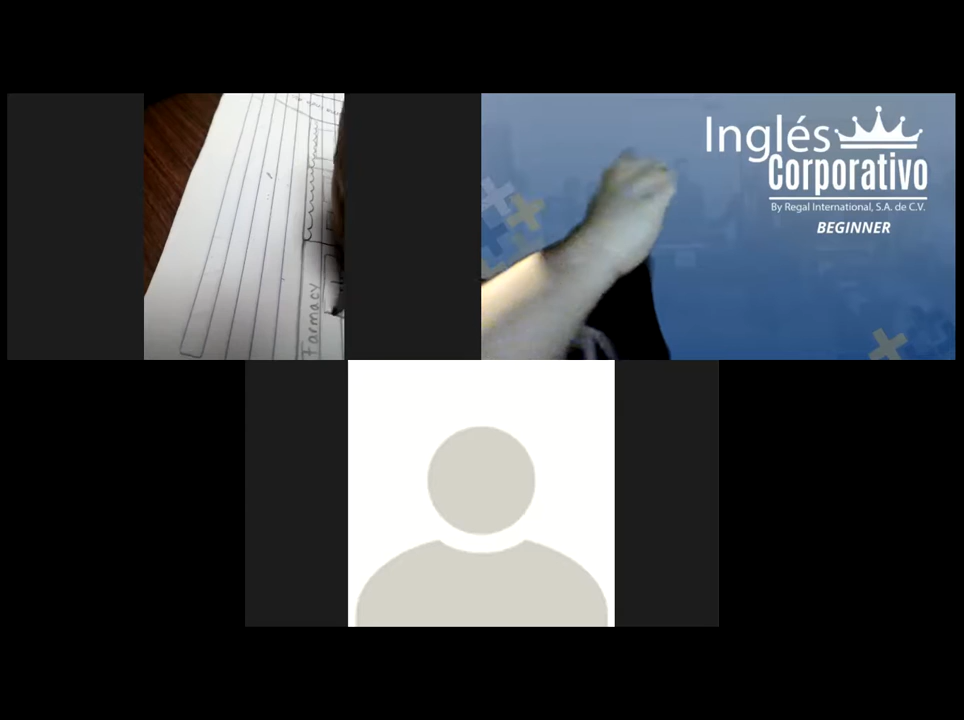 Farmacy
Inglés
Corporativo
By Regal International, S.A. de C.V.
BEGINNER